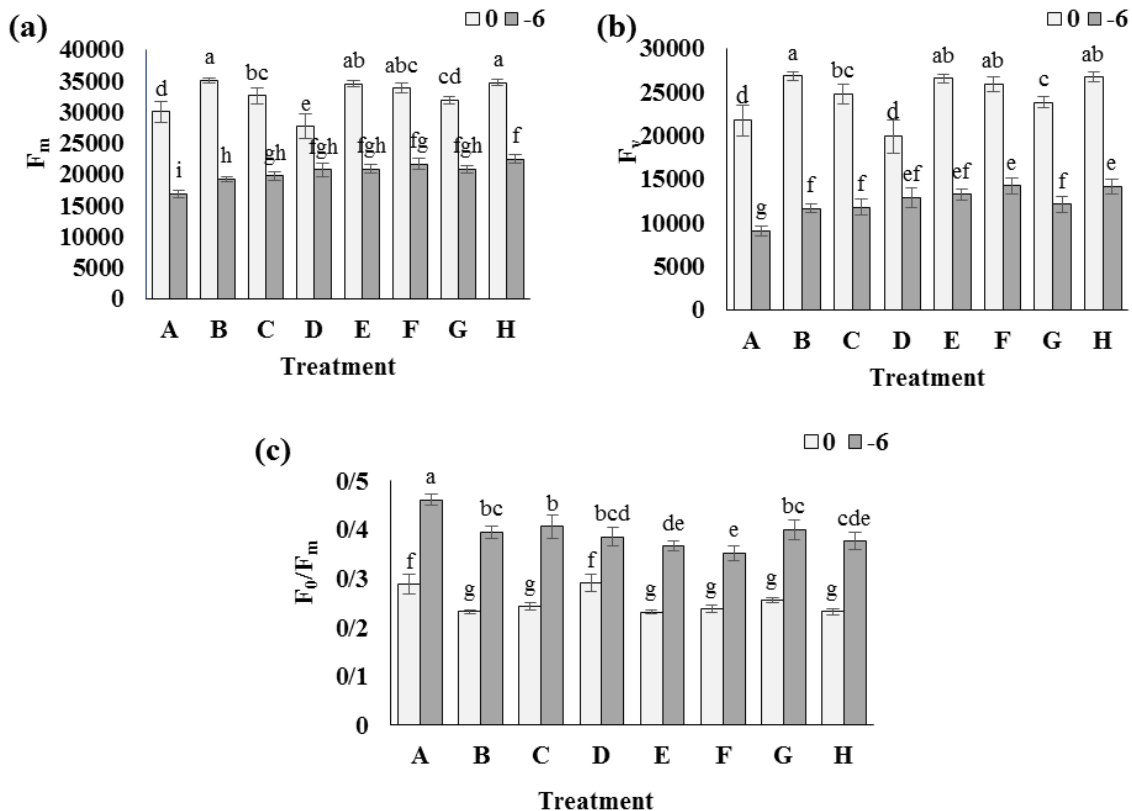 (a)
0 -6
40000
35000
30000
25000
20000
15000
10000
5000
0
Fm
d a bc e ab abc cd a
i h gh fgh fgh fg fgh f
A B C D E F G H
Treatment
(b)
0 -6
30000
25000
20000
15000
10000
5000
0
Fv
d a bc d ab ab c ab
g f f ef ef e f e
A B C D E F G H
Treatment
(c)
0 -6
0/5
0/4
0/3
0/2
0/1
0
F0/Fm
a bc b bcd de e bc cde
f g g f g g g g
A B C D E F G H
Treatment